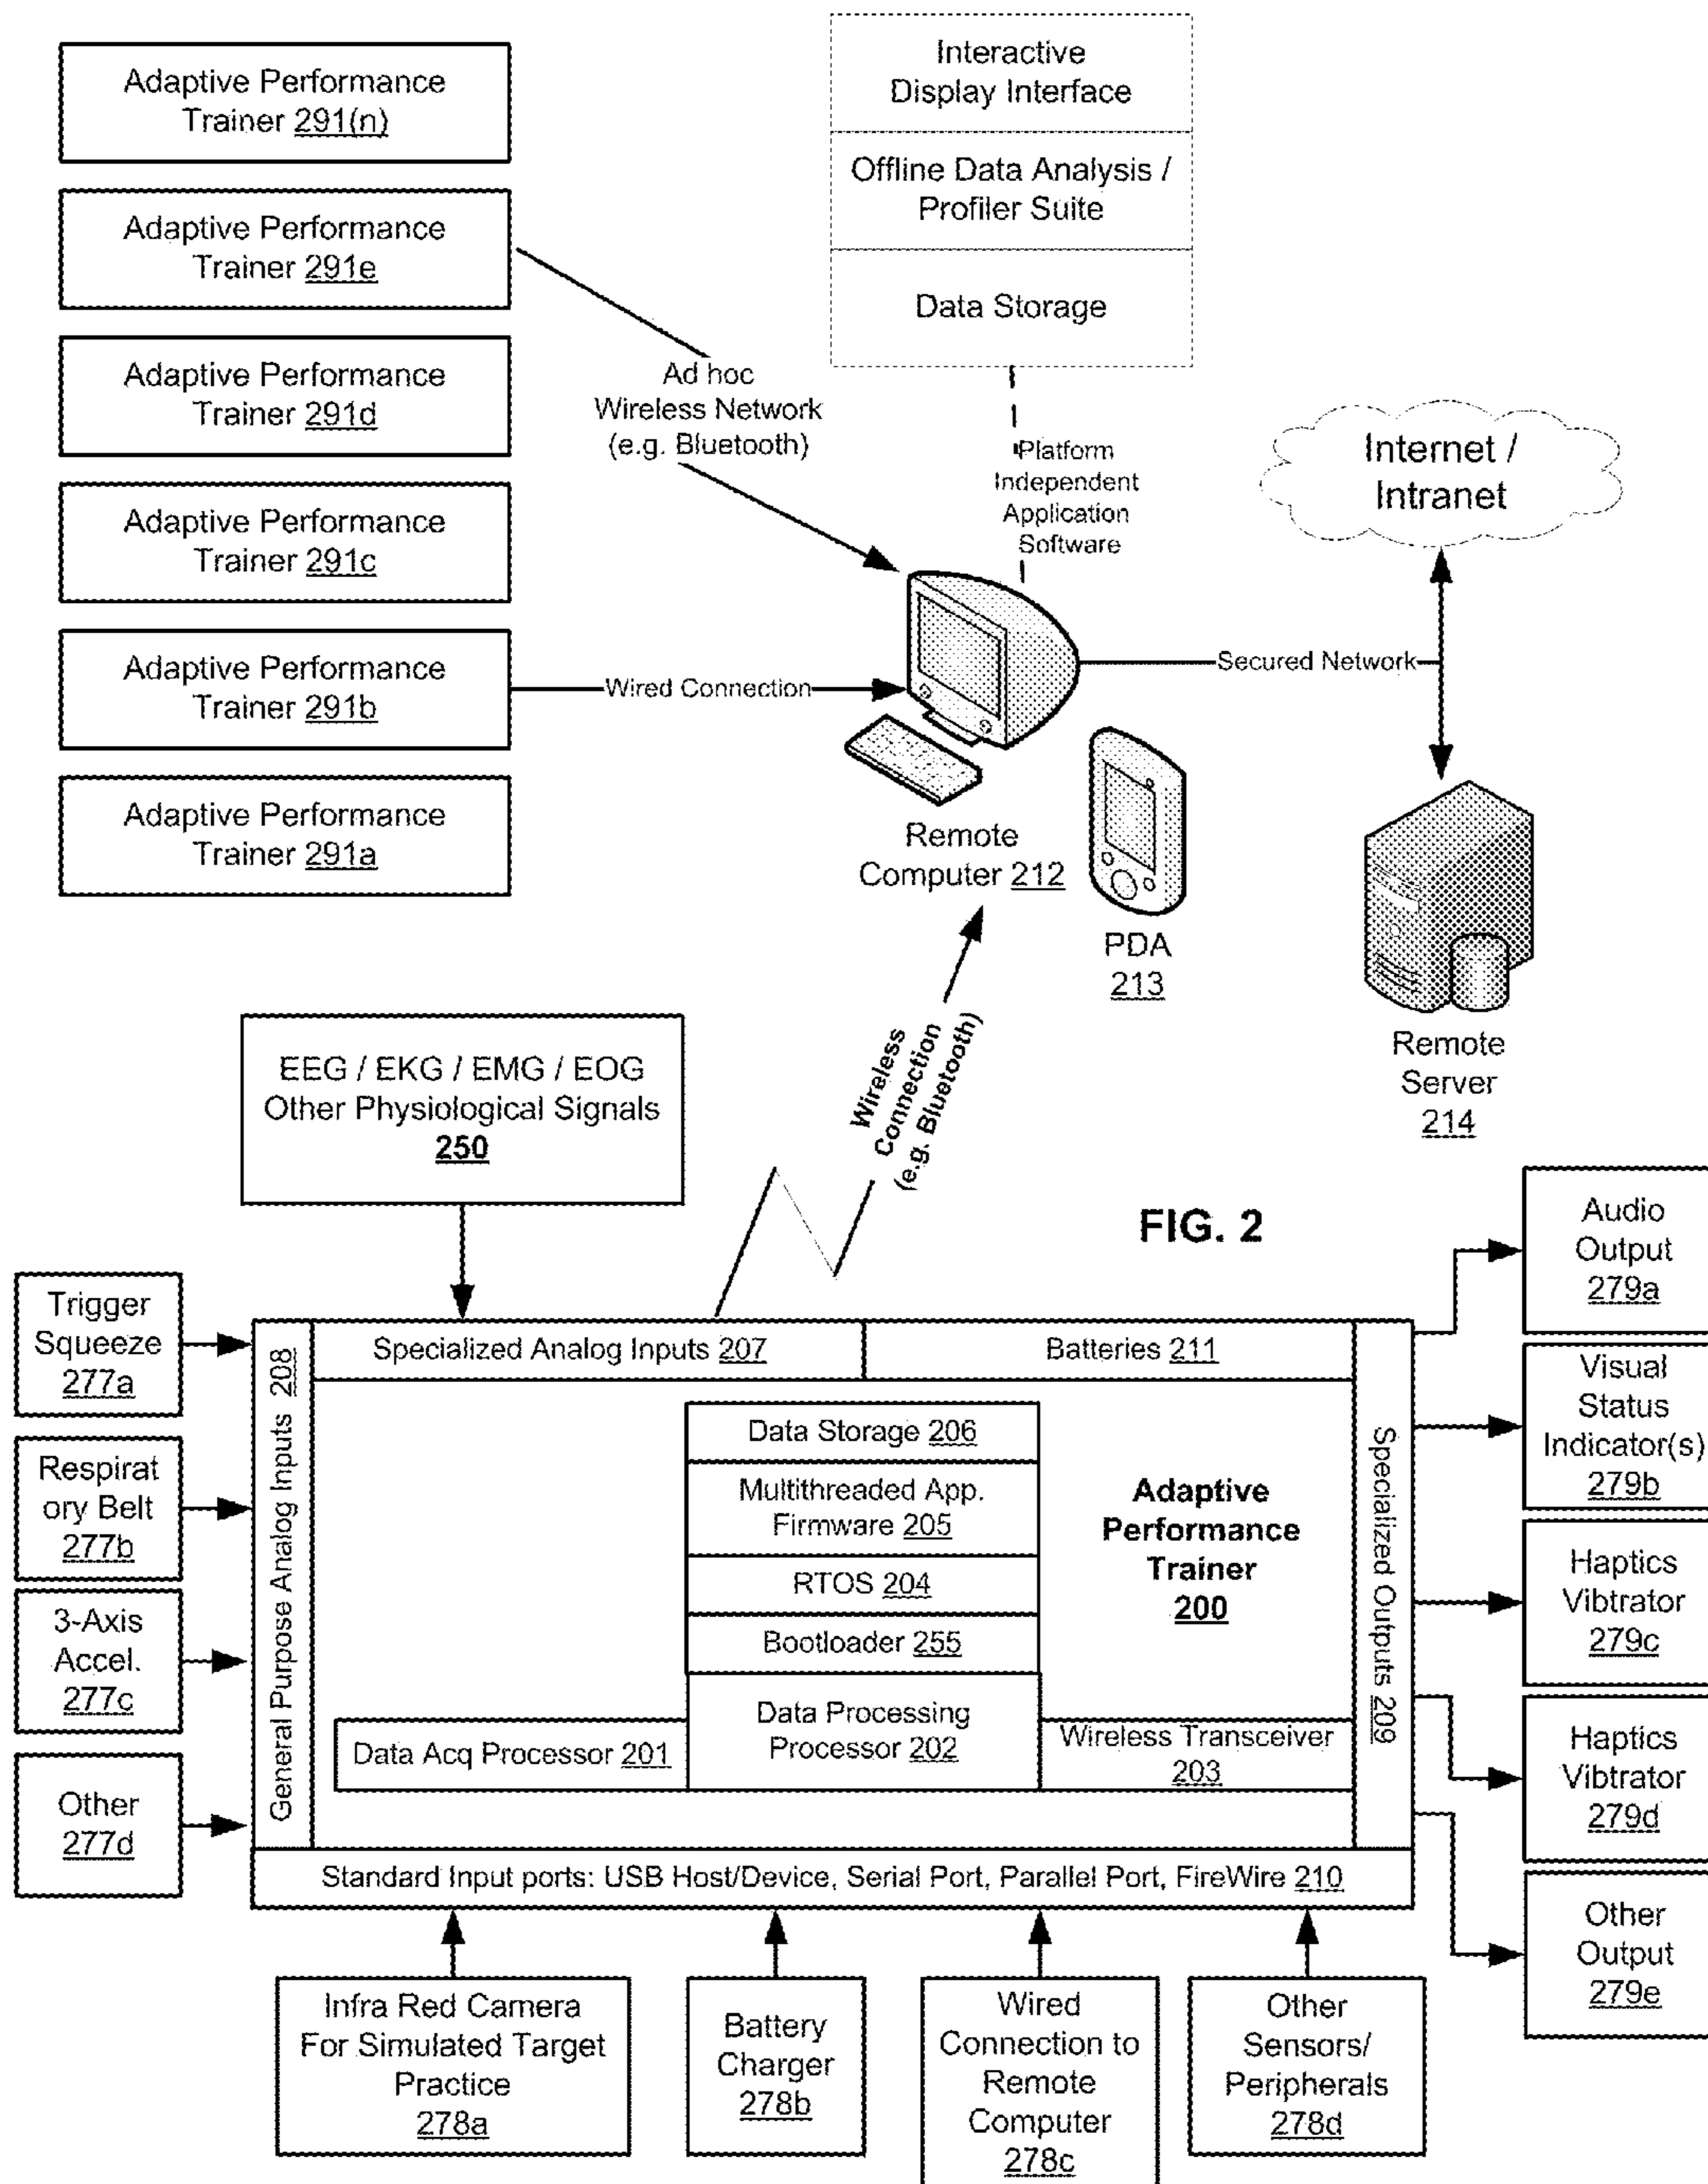 Adaptive Performance
Trainer 291(n)
Adaptive Performance
Trainer 291e
Adaptive Performance
Trainer 291d
Adaptive Performance
Trainer 291c
Adaptive Performance
Trainer 291b
Adaptive Performance
Trainer 291a
Interactive
Display Interface
Offline Data Analysis /
Profiler Suite
Data Storage
Ad hoc
Wireless Network
(e.g. Bluetooth)
Platform
Independent
Application
Software
Internet /
Intranet
Wired Connection
Secured Network
Remote
Computer 212
PDA
213
Remote
Server
214
EEG / EKG / EMG / EOG
Other Physiological Signals
250
Wireless
Connection
(e.g. Bluetooth)
FIG. 2
Trigger
Squeeze
277a
Respirat
ory Belt
277b
3-Axis
Accel.
277c
Other
277d
General Purpose Analog Inputs 208
Specialized Analog Inputs 207
Batteries 211
Data Storage 206
Multithreaded App.
Firmware 205
RTOS 204
Bootloader 255
Data Processing
Processor 202
Data Acq Processor 201
Wireless Transceiver
203
Adaptive
Performance
Trainer
200
Specialized Outputs 209
Standard Input ports: USB Host/Device, Serial Port, Parallel Port, FireWire 210
Audio
Output
279a
Visual
Status
Indicator(s)
279b
Haptics
Vibtrator
279c
Haptics
Vibtrator
279d
Other
Output
279e
Infra Red Camera
For Simulated Target
Practice
278a
Battery
Charger
278b
Wired
Connection to
Remote
Computer
278c
Other
Sensors/
Peripherals
278d